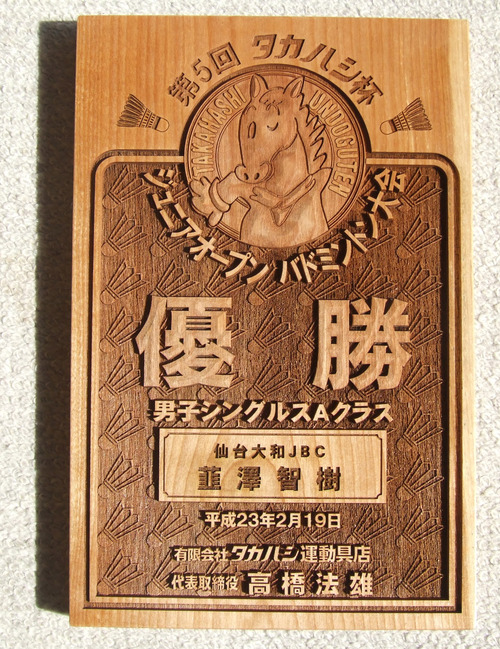 第5回 タカハシ杯
TAKAHASHI UNDOGUTEN
ジュニアオープンバドミントン大会
優勝
男子シングルスAクラス
仙台大和JBC
韮澤智樹
平成23年2月19日
有限会社タカハシ運動具店
代表取締役 高橋法雄